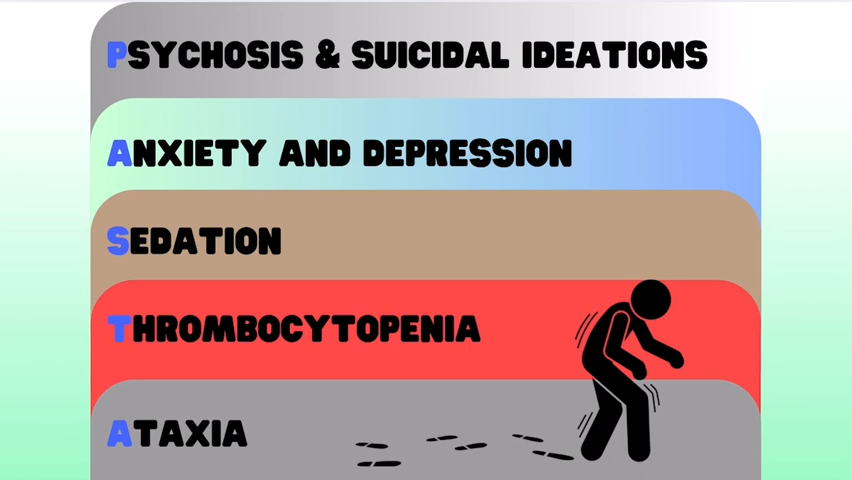 PSYCHOSIS & SUICIDAL IDEATIONS
ANXIETY AND DEPRESSION
SEDATION
THROMBOCYTOPENIA
ATAXIA